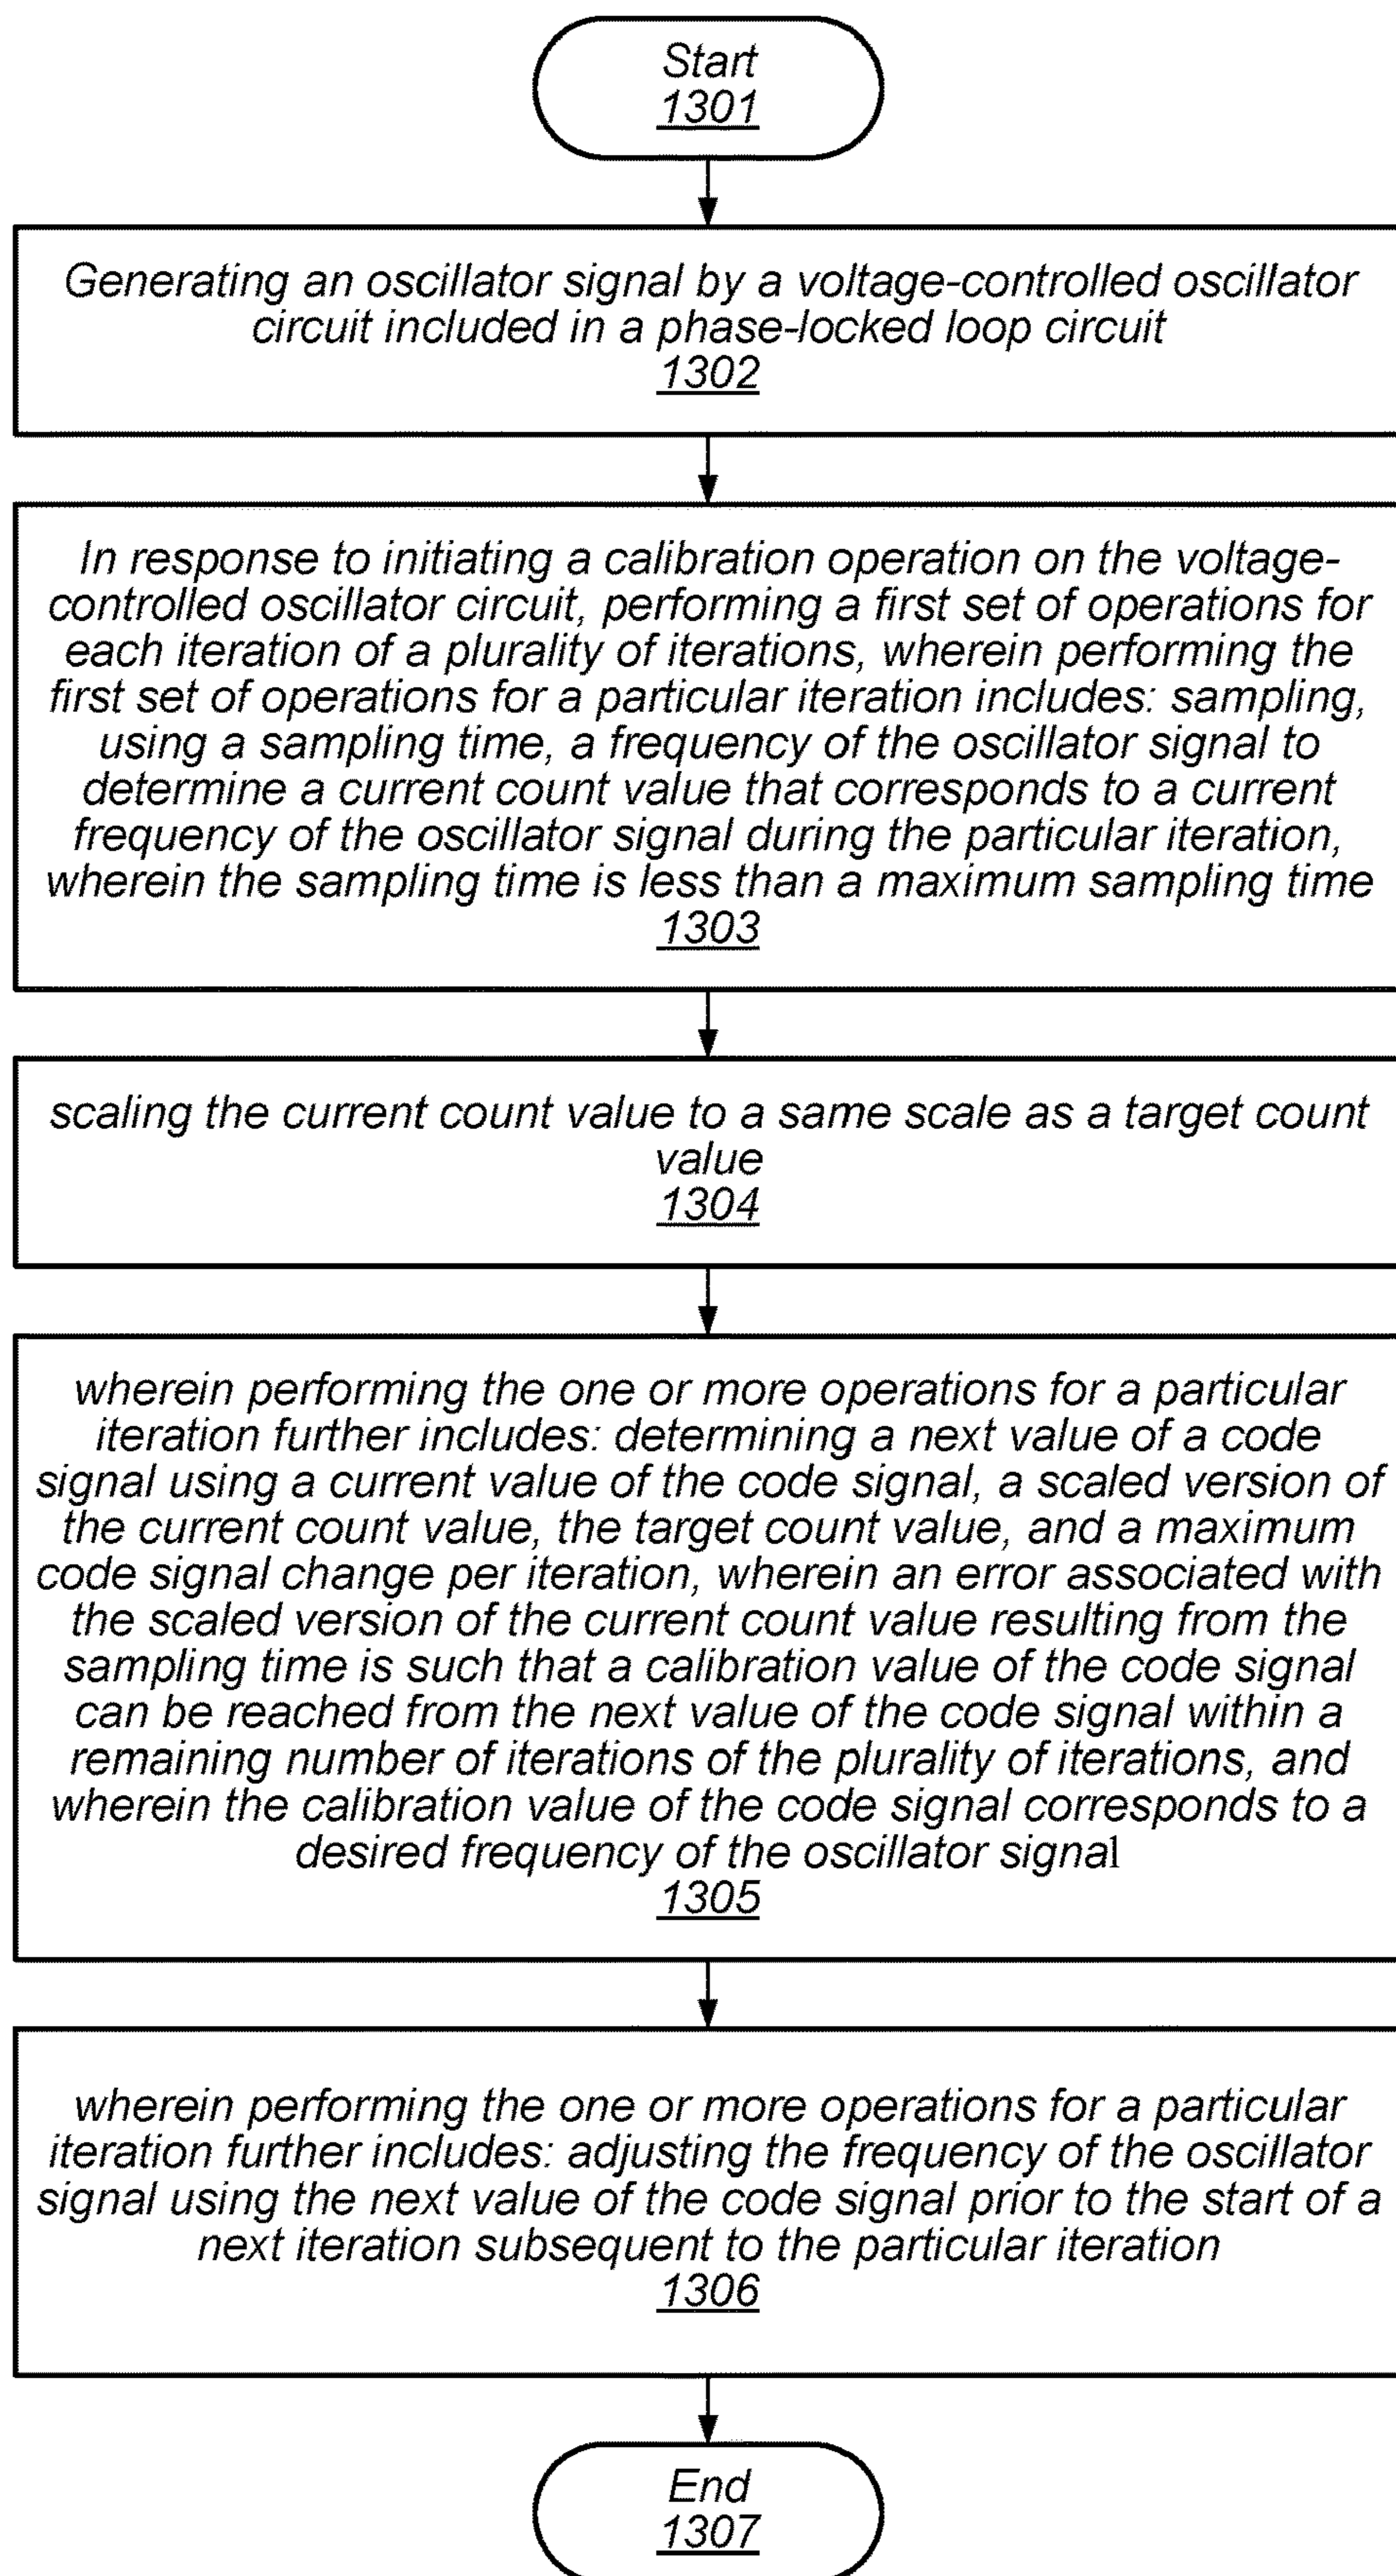 Start
1301
Generating an oscillator signal by a voltage-controlled oscillator
circuit included in a phase-locked loop circuit
1302
In response to initiating a calibration operation on the voltage-
controlled oscillator circuit, performing a first set of operations for
each iteration of a plurality of iterations, wherein performing the
first set of operations for a particular iteration includes: sampling,
using a sampling time, a frequency of the oscillator signal to
determine a current count value that corresponds to a current
frequency of the oscillator signal during the particular iteration,
wherein the sampling time is less than a maximum sampling time
1303
scaling the current count value to a same scale as a target count
value
1304
wherein performing the one or more operations for a particular
iteration further includes: determining a next value of a code
signal using a current value of the code signal, a scaled version of
the current count value, the target count value, and a maximum
code signal change per iteration, wherein an error associated with
the scaled version of the current count value resulting from the
sampling time is such that a calibration value of the code signal
can be reached from the next value of the code signal within a
remaining number of iterations of the plurality of iterations, and
wherein the calibration value of the code signal corresponds to a
desired frequency of the oscillator signal
1305
wherein performing the one or more operations for a particular
iteration further includes: adjusting the frequency of the oscillator
signal using the next value of the code signal prior to the start of a
next iteration subsequent to the particular iteration
1306
End
1307